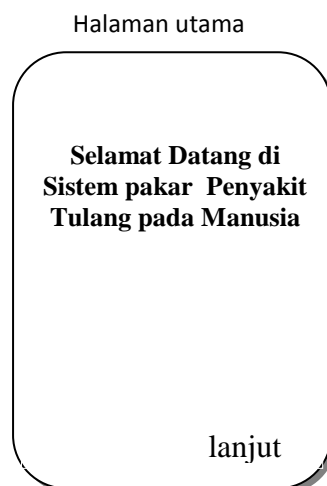 Halaman utama
Selamat Datang di
Sistem pakar Penyakit
Tulang pada Manusia
lanjut